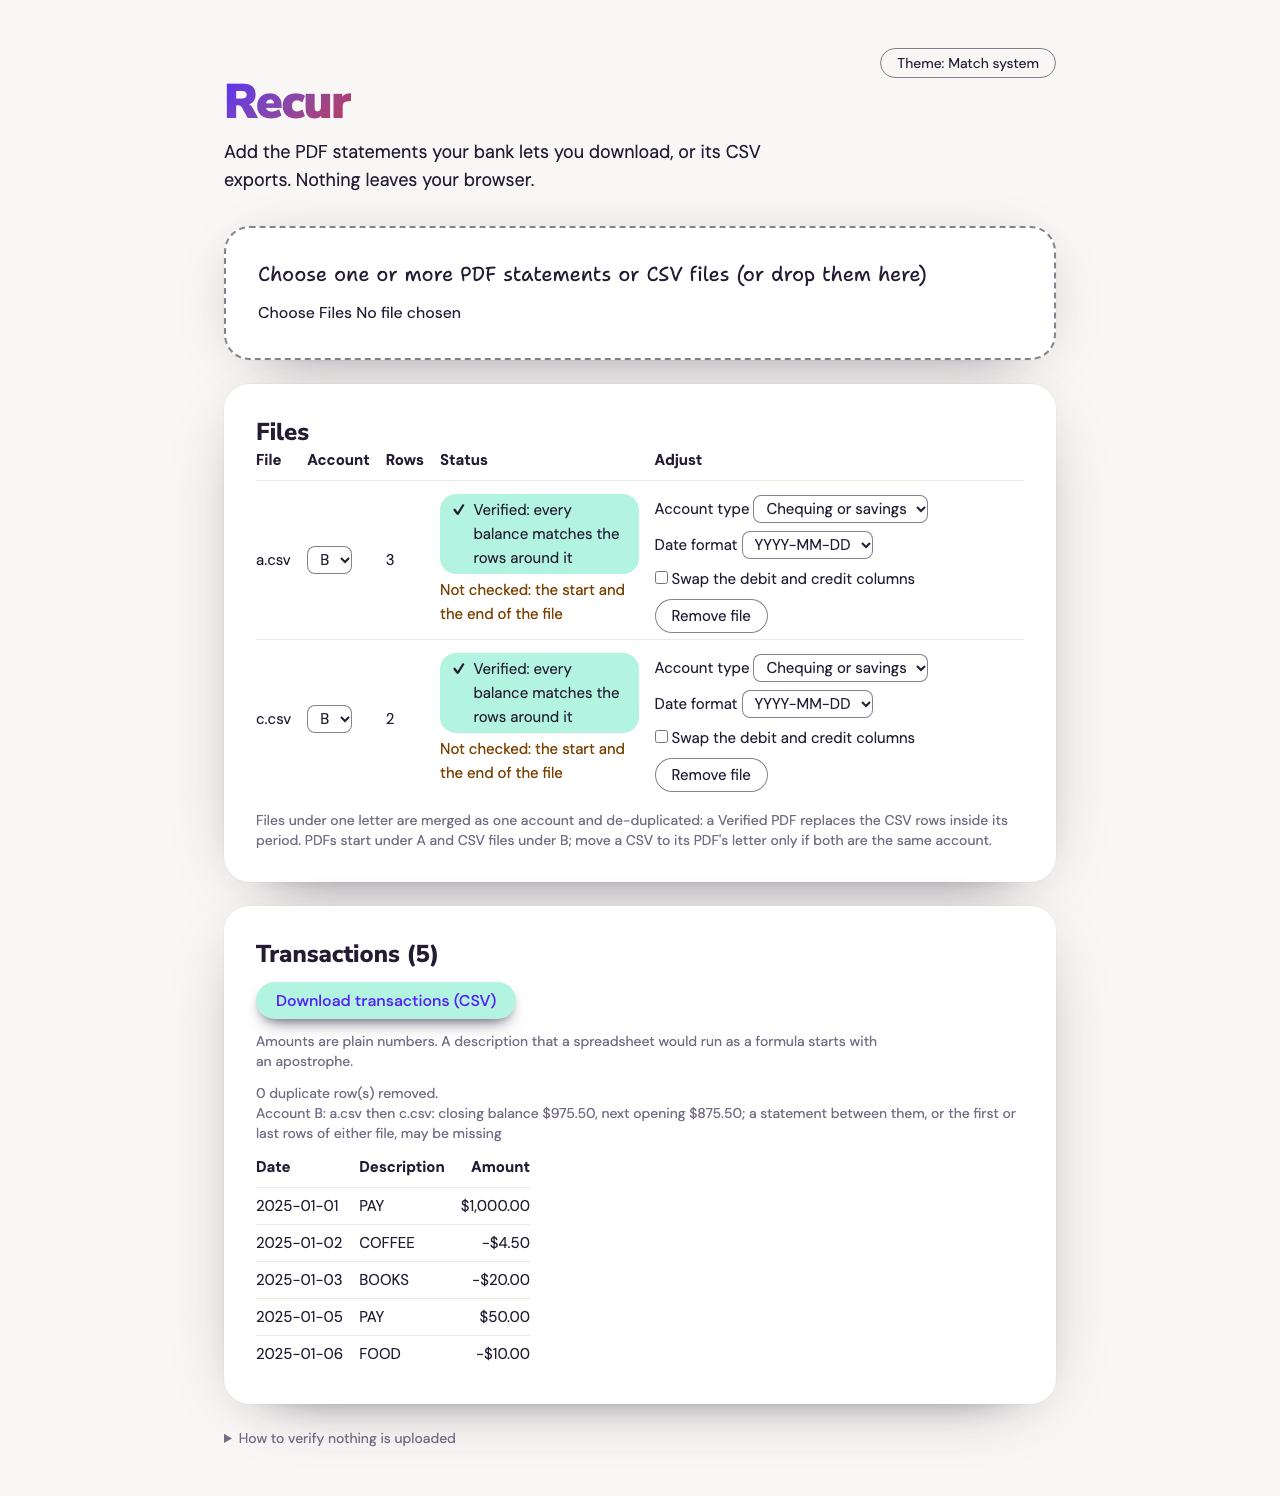 Theme: Match system
Recur
Add the PDF statements your bank lets you download, or its CSV
exports. Nothing leaves your browser.
Choose one or more PDF statements or CSV files (or drop them here)
Choose Files No file chosen
Files
File Account Rows Status Adjust
a.csv B 3
✔ Verified: every
balance matches the
rows around it
Not checked: the start and
the end of the file
Account type Chequing or savings
Date format YYYY-MM-DD
Swap the debit and credit columns
Remove file
c.csv B 2
✔ Verified: every
balance matches the
rows around it
Not checked: the start and
the end of the file
Account type Chequing or savings
Date format YYYY-MM-DD
Swap the debit and credit columns
Remove file
Files under one letter are merged as one account and de-duplicated: a Verified PDF replaces the CSV rows inside its
period. PDFs start under A and CSV files under B; move a CSV to its PDF's letter only if both are the same account.
Transactions (5)
Download transactions (CSV)
Amounts are plain numbers. A description that a spreadsheet would run as a formula starts with
an apostrophe.
0 duplicate row(s) removed.
Account B: a.csv then c.csv: closing balance $975.50, next opening $875.50; a statement between them, or the first or
last rows of either file, may be missing
Date Description Amount
2025-01-01 PAY $1,000.00
2025-01-02 COFFEE -$4.50
2025-01-03 BOOKS -$20.00
2025-01-05 PAY $50.00
2025-01-06 FOOD -$10.00
▶ How to verify nothing is uploaded